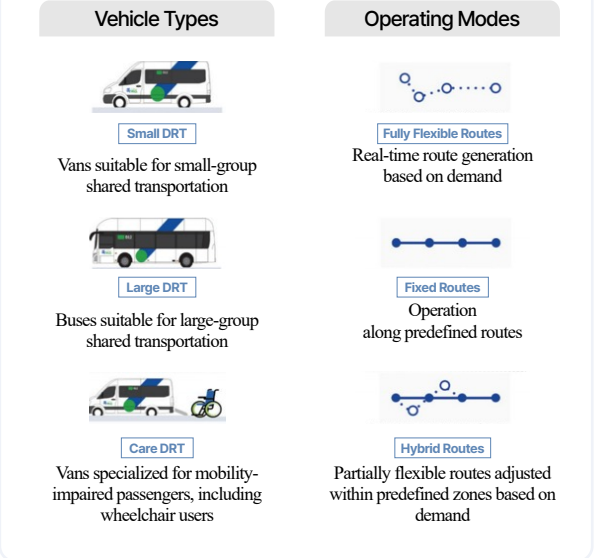 Vehicle Types
Small DRT
Vans suitable for small-group
shared transportation
Large DRT
Buses suitable for large-group
shared transportation
Care DRT
Vans specialized for mobility-
impaired passengers, including
wheelchair users
Operating Modes
Fully Flexible Routes
Real-time route generation
based on demand
Fixed Routes
Operation
along predefined routes
Hybrid Routes
Partially flexible routes adjusted
within predefined zones based on
demand